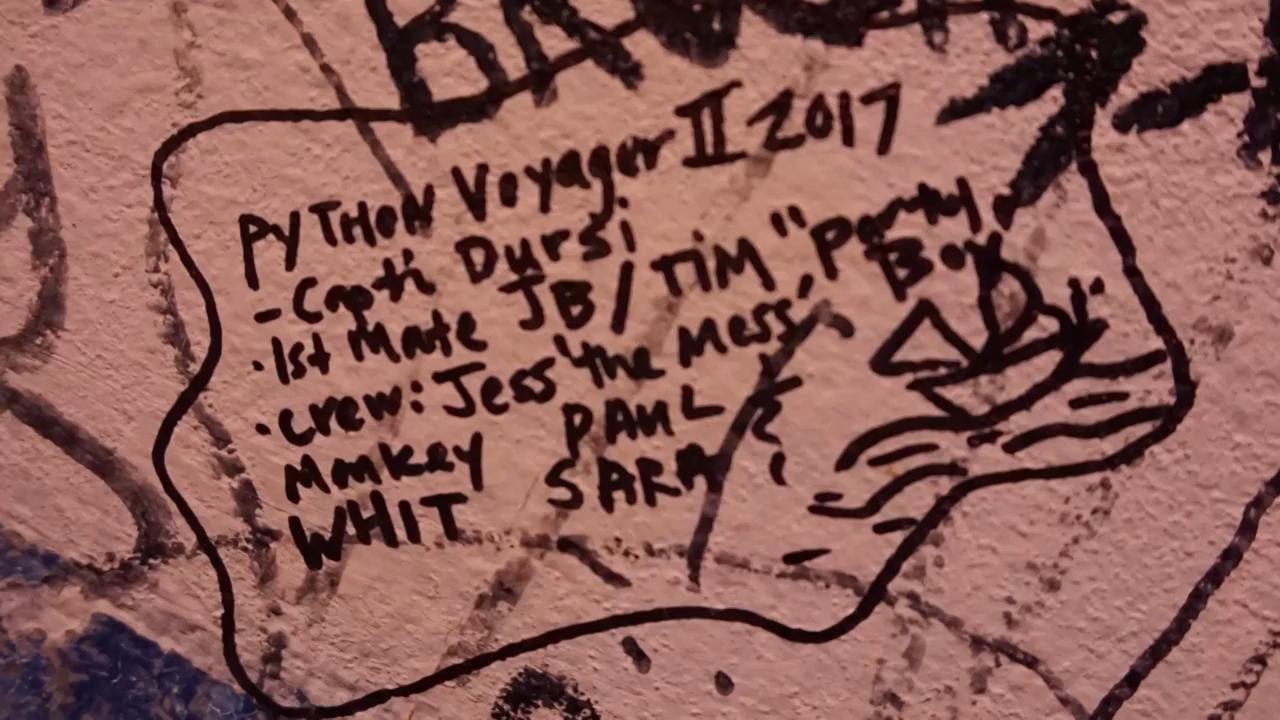 PYTHON Voyager II 2017
- Capt: Dursi
· 1st Mate JB / TIM "Party Boy"
· crew: Jess "the Mess"
Monkey PAUL
WHIT SARA